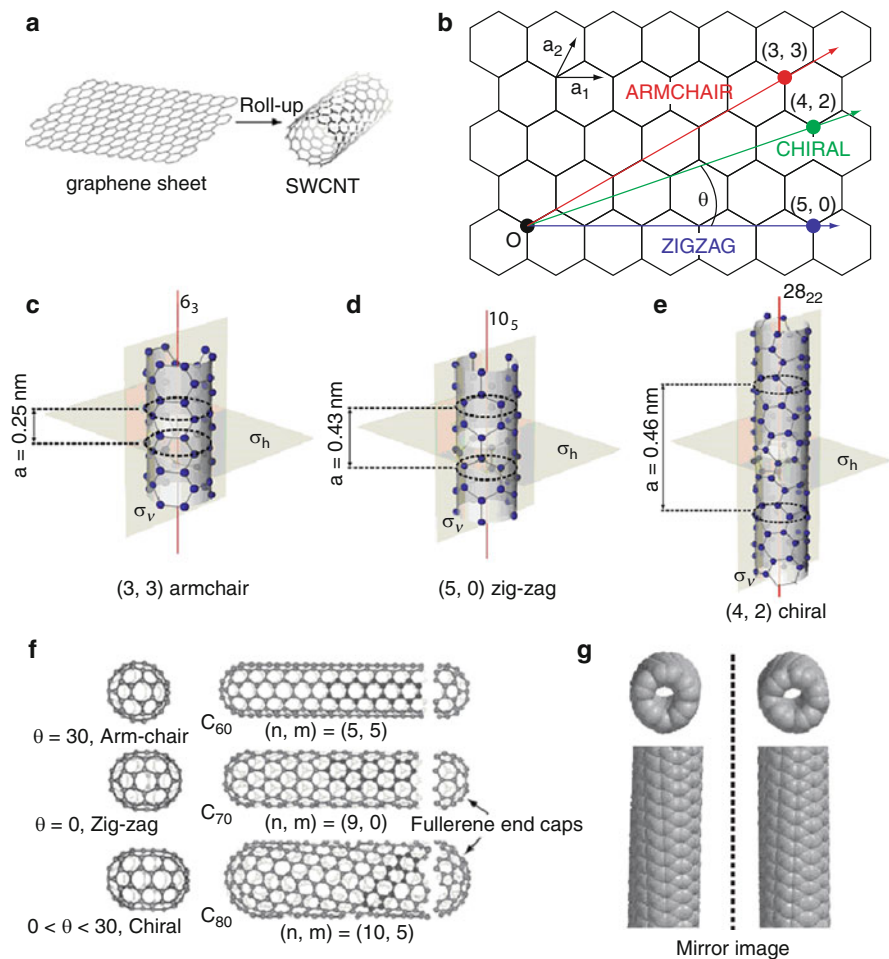 a
Roll-up
graphene sheet
SWCNT
b
a₂
a₁
(3, 3)
ARMCHAIR
(4, 2)
CHIRAL
θ
(5, 0)
O
ZIGZAG
c
6₃
a = 0.25 nm
σh
σv
(3, 3) armchair
d
10₅
a = 0.43 nm
σh
σv
(5, 0) zig-zag
e
28₂₂
a = 0.46 nm
σh
σv
(4, 2) chiral
f
θ = 30, Arm-chair
C₆₀
(n, m) = (5, 5)
θ = 0, Zig-zag
C₇₀
(n, m) = (9, 0)
Fullerene end caps
0 < θ < 30, Chiral
C₈₀
(n, m) = (10, 5)
g
Mirror image